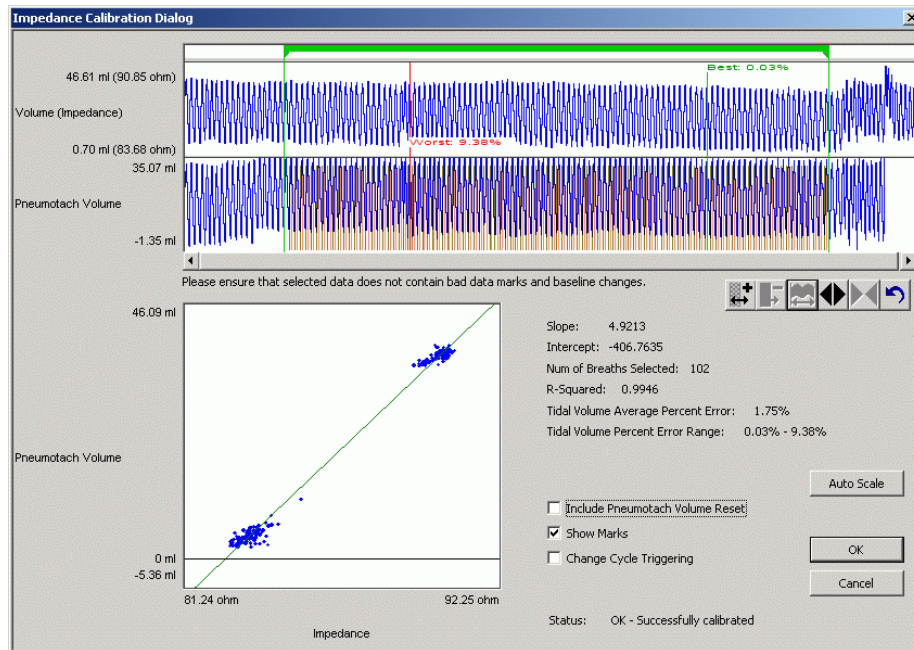 Impedance Calibration Dialog
46.61 ml (90.85 ohm)
Best: 0.03%
Volume (Impedance)
Worst: 9.38%
0.70 ml (83.68 ohm)
35.07 ml
Pneumotach Volume
-1.35 ml
Please ensure that selected data does not contain bad data marks and baseline changes.
46.09 ml
Slope: 4.9213
Intercept: -406.7635
Num of Breaths Selected: 102
R-Squared: 0.9946
Tidal Volume Average Percent Error: 1.75%
Tidal Volume Percent Error Range: 0.03% - 9.38%
Pneumotach Volume
Auto Scale
Include Pneumotach Volume Reset
Show Marks
Change Cycle Triggering
OK
0 ml
-5.36 ml
Cancel
81.24 ohm 92.25 ohm
Impedance
Status: OK - Successfully calibrated